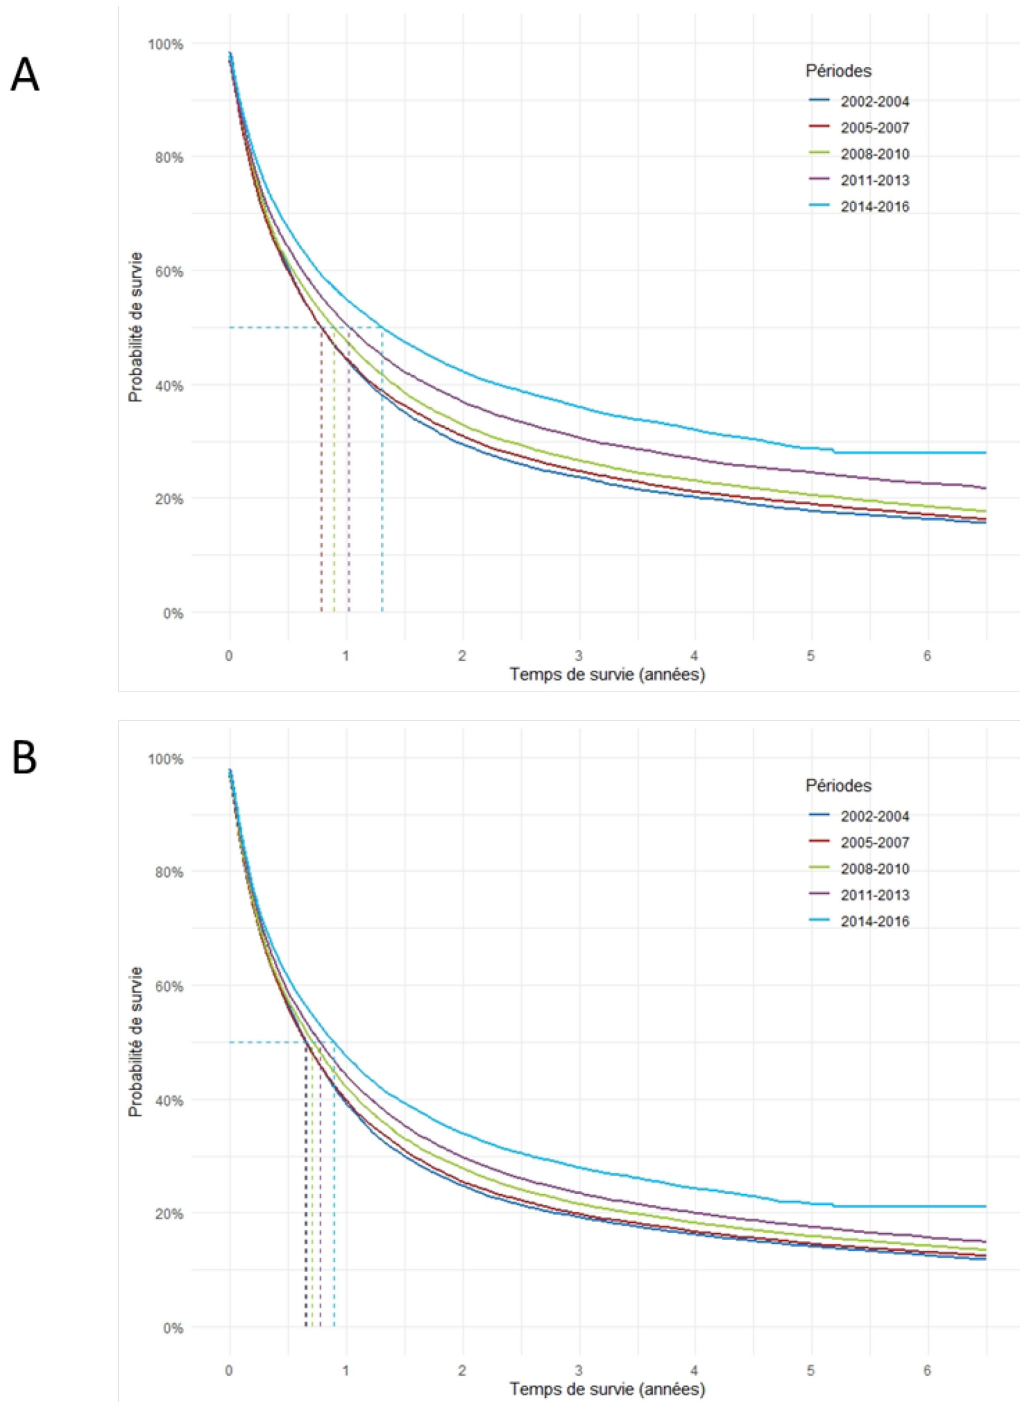 A
Périodes
2002-2004
2005-2007
2008-2010
2011-2013
2014-2016
Probabilité de survie
100%
80%
60%
40%
20%
0%
0 1 2 3 4 5 6
Temps de survie (années)
B
Périodes
2002-2004
2005-2007
2008-2010
2011-2013
2014-2016
Probabilité de survie
100%
80%
60%
40%
20%
0%
0 1 2 3 4 5 6
Temps de survie (années)